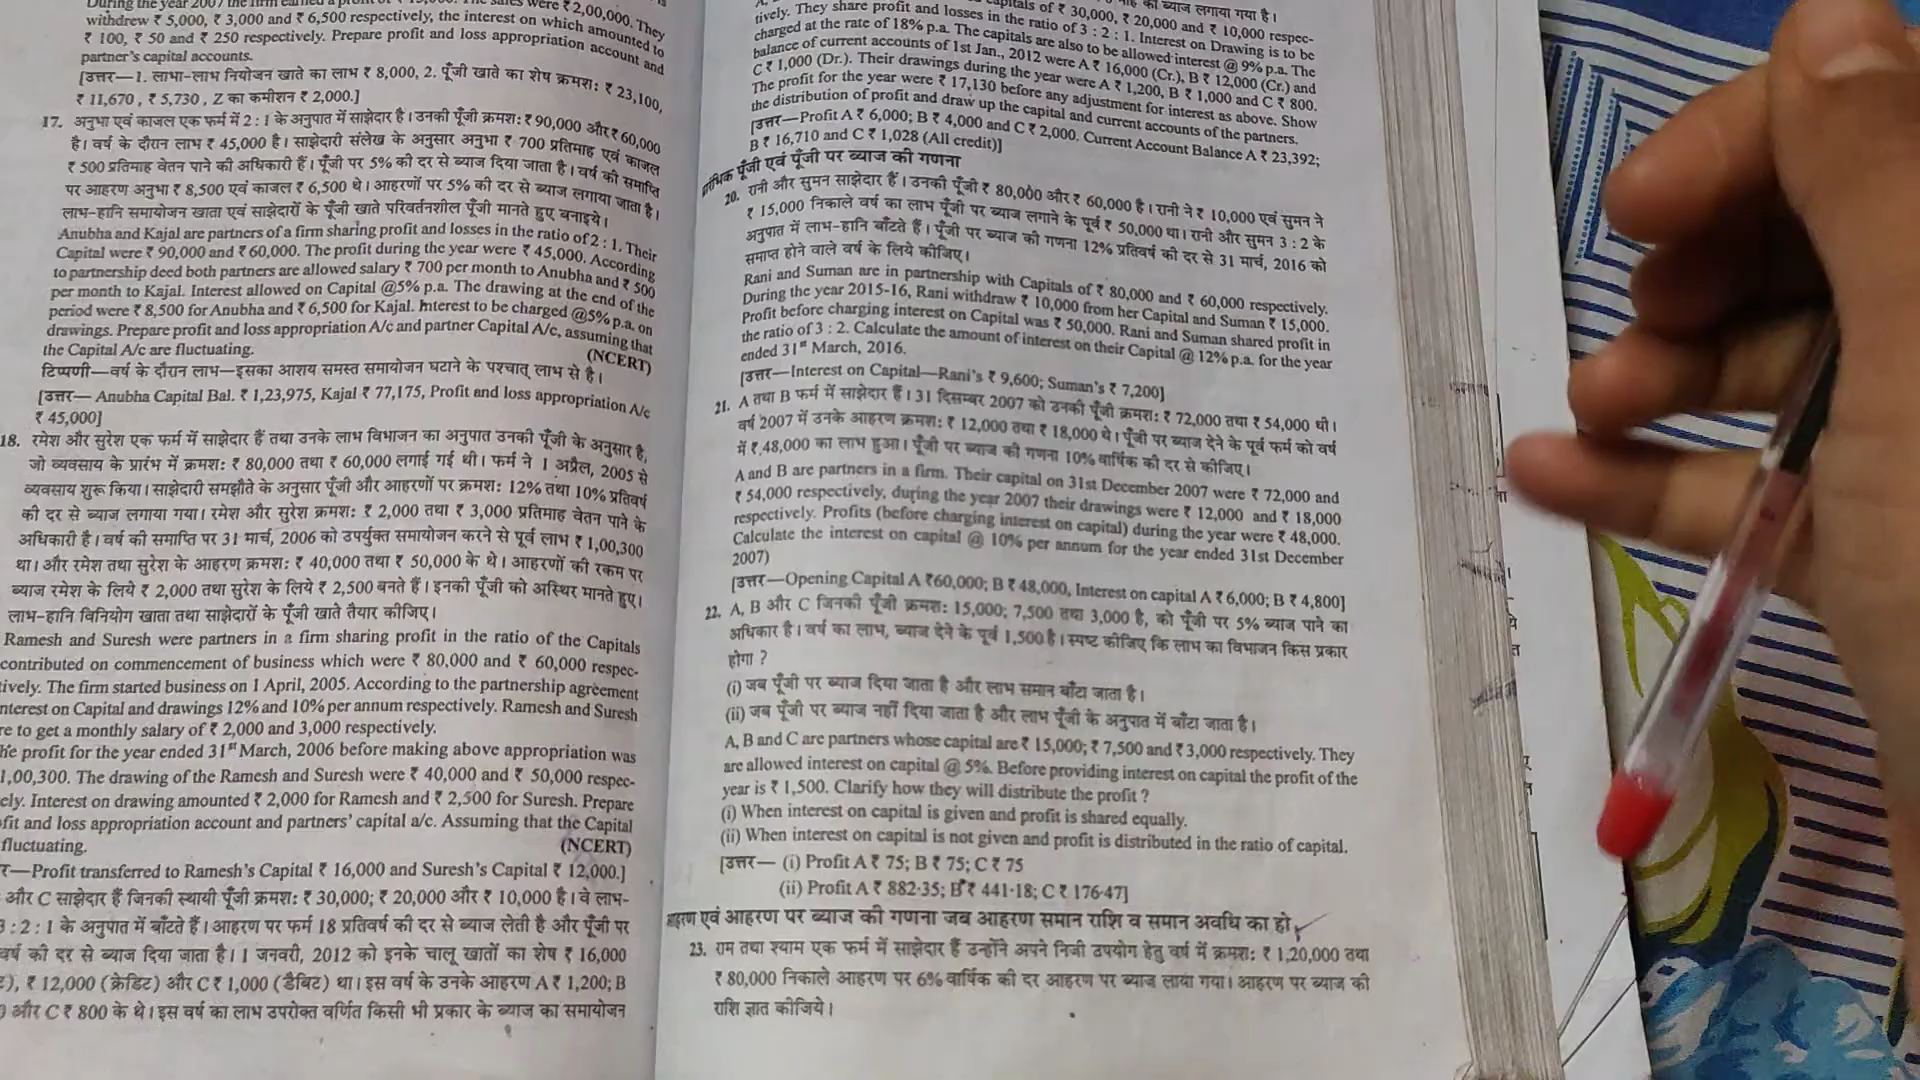 withdrew ₹ 5,000, ₹ 3,000 and ₹ 6,500 respectively, the interest on which amounted to
₹ 100, ₹ 50 and ₹ 250 respectively. Prepare profit and loss appropriation account and
partner's capital accounts.
[उत्तर—1. लाभा-लाभ नियोजन खाते का लाभ ₹ 8,000, 2. पूँजी खाते का शेष क्रमश: ₹ 23,100,
₹ 11,670 , ₹ 5,730 , Z का कमीशन ₹ 2,000.]
17. अनुभा एवं काजल एक फर्म में 2 : 1 के अनुपात में साझेदार है। उनकी पूँजी क्रमश: ₹ 90,000 और ₹ 60,000
है। वर्ष के दौरान लाभ ₹ 45,000 है। साझेदारी संलेख के अनुसार अनुभा ₹ 700 प्रतिमाह एवं काजल
₹ 500 प्रतिमाह वेतन पाने की अधिकारी हैं। पूँजी पर 5% की दर से ब्याज दिया जाता है। वर्ष की समाप्ति
पर आहरण अनुभा ₹ 8,500 एवं काजल ₹ 6,500 थे। आहरणों पर 5% की दर से ब्याज लगाया जाता है।
लाभ-हानि समायोजन खाता एवं साझेदारों के पूँजी खाते परिवर्तनशील पूँजी मानते हुए बनाइये।
Anubha and Kajal are partners of a firm sharing profit and losses in the ratio of 2 : 1. Their
Capital were ₹ 90,000 and ₹ 60,000. The profit during the year were ₹ 45,000. According
to partnership deed both partners are allowed salary ₹ 700 per month to Anubha and ₹ 500
per month to Kajal. Interest allowed on Capital @5% p.a. The drawing at the end of the
period were ₹ 8,500 for Anubha and ₹ 6,500 for Kajal. Interest to be charged @5% p.a. on
drawings. Prepare profit and loss appropriation A/c and partner Capital A/c, assuming that
the Capital A/c are fluctuating. (NCERT)
टिप्पणी—वर्ष के दौरान लाभ—इसका आशय समस्त समायोजन घटाने के पश्चात् लाभ से है।
[उत्तर— Anubha Capital Bal. ₹ 1,23,975, Kajal ₹ 77,175, Profit and loss appropriation A/c
₹ 45,000]
18. रमेश और सुरेश एक फर्म में साझेदार हैं तथा उनके लाभ विभाजन का अनुपात उनकी पूँजी के अनुसार है,
जो व्यवसाय के प्रारंभ में क्रमश: ₹ 80,000 तथा ₹ 60,000 लगाई गई थी। फर्म ने 1 अप्रैल, 2005 से
व्यवसाय शुरू किया। साझेदारी समझौते के अनुसार पूँजी और आहरणों पर क्रमश: 12% तथा 10% प्रतिवर्ष
की दर से ब्याज लगाया गया। रमेश और सुरेश क्रमश: ₹ 2,000 तथा ₹ 3,000 प्रतिमाह वेतन पाने के
अधिकारी है। वर्ष की समाप्ति पर 31 मार्च, 2006 को उपर्युक्त समायोजन करने से पूर्व लाभ ₹ 1,00,300
था। और रमेश तथा सुरेश के आहरण क्रमश: ₹ 40,000 तथा ₹ 50,000 के थे। आहरणों की रकम पर
ब्याज रमेश के लिये ₹ 2,000 तथा सुरेश के लिये ₹ 2,500 बनते हैं। इनकी पूँजी को अस्थिर मानते हुए।
लाभ-हानि विनियोग खाता तथा साझेदारों के पूँजी खाते तैयार कीजिए।
Ramesh and Suresh were partners in a firm sharing profit in the ratio of the Capitals
contributed on commencement of business which were ₹ 80,000 and ₹ 60,000 respec-
tively. The firm started business on 1 April, 2005. According to the partnership agreement
nterest on Capital and drawings 12% and 10% per annum respectively. Ramesh and Suresh
re to get a monthly salary of ₹ 2,000 and 3,000 respectively.
he profit for the year ended 31st March, 2006 before making above appropriation was
1,00,300. The drawing of the Ramesh and Suresh were ₹ 40,000 and ₹ 50,000 respec-
ely. Interest on drawing amounted ₹ 2,000 for Ramesh and ₹ 2,500 for Suresh. Prepare
fit and loss appropriation account and partners' capital a/c. Assuming that the Capital
fluctuating. (NCERT)
र—Profit transferred to Ramesh's Capital ₹ 16,000 and Suresh's Capital ₹ 12,000.]
और C साझेदार हैं जिनकी स्थायी पूँजी क्रमश: ₹ 30,000; ₹ 20,000 और ₹ 10,000 है। वे लाभ-
3 : 2 : 1 के अनुपात में बाँटते हैं। आहरण पर फर्म 18 प्रतिवर्ष की दर से ब्याज लेती है और पूँजी पर
वर्ष की दर से ब्याज दिया जाता है। 1 जनवरी, 2012 को इनके चालू खातों का शेष ₹ 16,000
), ₹ 12,000 (क्रेडिट) और C ₹ 1,000 (डैबिट) था। इस वर्ष के उनके आहरण A ₹ 1,200; B
और C ₹ 800 के थे। इस वर्ष का लाभ उपरोक्त वर्णित किसी भी प्रकार के ब्याज का समायोजन
capitals of ₹ 30,000, ₹ 20,000 and ₹ 10,000 respec-
tively. They share profit and losses in the ratio of 3 : 2 : 1. Interest on Drawing is to be
charged at the rate of 18% p.a. The capitals are also to be allowed interest @ 9% p.a. The
balance of current accounts of 1st Jan., 2012 were A ₹ 16,000 (Cr.), B ₹ 12,000 (Cr.) and
C ₹ 1,000 (Dr.). Their drawings during the year were A ₹ 1,200, B ₹ 1,000 and C ₹ 800.
The profit for the year were ₹ 17,130 before any adjustment for interest as above. Show
the distribution of profit and draw up the capital and current accounts of the partners.
[उत्तर—Profit A ₹ 6,000; B ₹ 4,000 and C ₹ 2,000. Current Account Balance A ₹ 23,392;
B ₹ 16,710 and C ₹ 1,028 (All credit)]
प्रारंभिक पूँजी एवं पूँजी पर ब्याज की गणना
20. रानी और सुमन साझेदार हैं। उनकी पूँजी ₹ 80,000 और ₹ 60,000 है। रानी ने ₹ 10,000 एवं सुमन ने
₹ 15,000 निकाले वर्ष का लाभ पूँजी पर ब्याज लगाने के पूर्व ₹ 50,000 था। रानी और सुमन 3 : 2 के
अनुपात में लाभ-हानि बाँटते हैं। पूँजी पर ब्याज की गणना 12% प्रतिवर्ष की दर से 31 मार्च, 2016 को
समाप्त होने वाले वर्ष के लिये कीजिए।
Rani and Suman are in partnership with Capitals of ₹ 80,000 and ₹ 60,000 respectively.
During the year 2015-16, Rani withdraw ₹ 10,000 from her Capital and Suman ₹ 15,000.
Profit before charging interest on Capital was ₹ 50,000. Rani and Suman shared profit in
the ratio of 3 : 2. Calculate the amount of interest on their Capital @ 12% p.a. for the year
ended 31st March, 2016.
[उत्तर—Interest on Capital—Rani's ₹ 9,600; Suman's ₹ 7,200]
21. A तथा B फर्म में साझेदार हैं। 31 दिसम्बर 2007 को उनकी पूँजी क्रमश: ₹ 72,000 तथा ₹ 54,000 थी।
वर्ष 2007 में उनके आहरण क्रमश: ₹ 12,000 तथा ₹ 18,000 थे। पूँजी पर ब्याज देने के पूर्व फर्म को वर्ष
में ₹ 48,000 का लाभ हुआ। पूँजी पर ब्याज की गणना 10% वार्षिक की दर से कीजिए।
A and B are partners in a firm. Their capital on 31st December 2007 were ₹ 72,000 and
₹ 54,000 respectively, during the year 2007 their drawings were ₹ 12,000 and ₹ 18,000
respectively. Profits (before charging interest on capital) during the year were ₹ 48,000.
Calculate the interest on capital @ 10% per annum for the year ended 31st December
2007)
[उत्तर—Opening Capital A ₹60,000; B ₹ 48,000, Interest on capital A ₹ 6,000; B ₹ 4,800]
22. A, B और C जिनकी पूँजी क्रमश: 15,000; 7,500 तथा 3,000 है, को पूँजी पर 5% ब्याज पाने का
अधिकार है। वर्ष का लाभ, ब्याज देने के पूर्व 1,500 है। स्पष्ट कीजिए कि लाभ का विभाजन किस प्रकार
होगा ?
(i) जब पूँजी पर ब्याज दिया जाता है और लाभ समान बाँटा जाता है।
(ii) जब पूँजी पर ब्याज नहीं दिया जाता है और लाभ पूँजी के अनुपात में बाँटा जाता है।
A, B and C are partners whose capital are ₹ 15,000; ₹ 7,500 and ₹ 3,000 respectively. They
are allowed interest on capital @ 5%. Before providing interest on capital the profit of the
year is ₹ 1,500. Clarify how they will distribute the profit ?
(i) When interest on capital is given and profit is shared equally.
(ii) When interest on capital is not given and profit is distributed in the ratio of capital.
[उत्तर— (i) Profit A ₹ 75; B ₹ 75; C ₹ 75
(ii) Profit A ₹ 882·35; B ₹ 441·18; C ₹ 176·47]
आहरण एवं आहरण पर ब्याज की गणना जब आहरण समान राशि व समान अवधि का हो
23. राम तथा श्याम एक फर्म में साझेदार हैं उन्होंने अपने निजी उपयोग हेतु वर्ष में क्रमश: ₹ 1,20,000 तथा
₹ 80,000 निकाले आहरण पर 6% वार्षिक की दर आहरण पर ब्याज लाया गया। आहरण पर ब्याज की
राशि ज्ञात कीजिये।